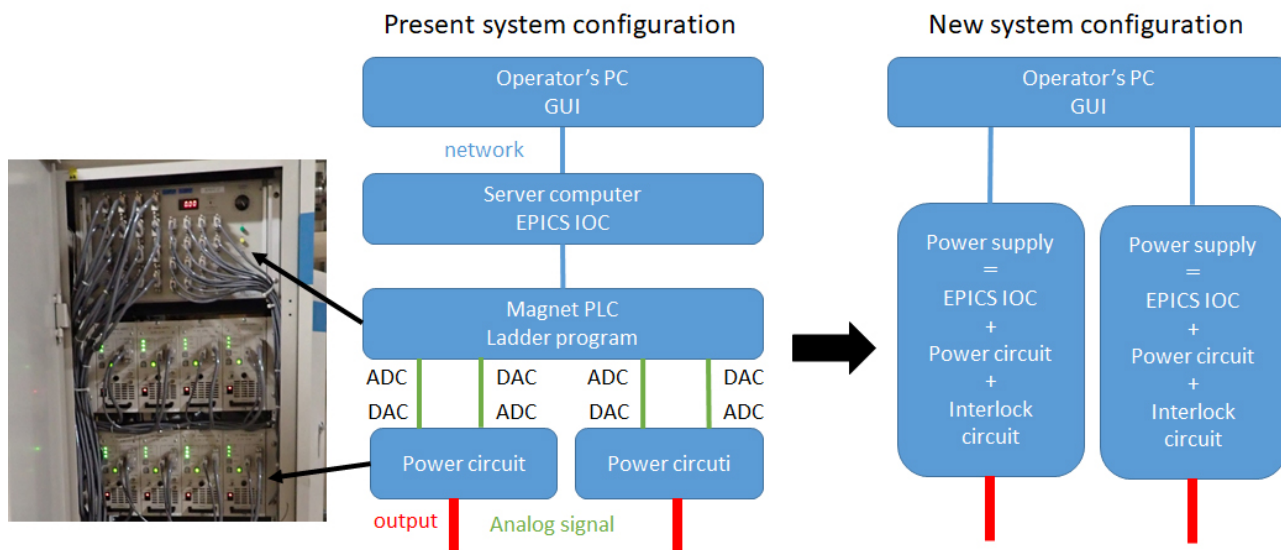 Present system configuration
New system configuration
Operator's PC
GUI
Operator's PC
GUI
network
Server computer
EPICS IOC
Magnet PLC
Ladder program
ADC
DAC
ADC
DAC
DAC
ADC
DAC
ADC
Power circuit
Power circuti
output
Analog signal
Power supply
=
EPICS IOC
+
Power circuit
+
Interlock
circuit
Power supply
=
EPICS IOC
+
Power circuit
+
Interlock
circuit